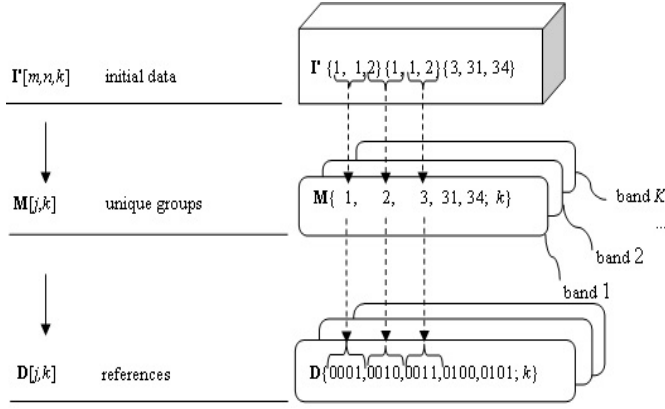 I'[m,n,k] initial data I' {1, 1,2}{1, 1, 2}{3, 31, 34}
M[j,k] unique groups M{ 1, 2, 3, 31, 34; k}
band K
...
band 2
band 1
D[j,k] references D{0001,0010,0011,0100,0101; k}